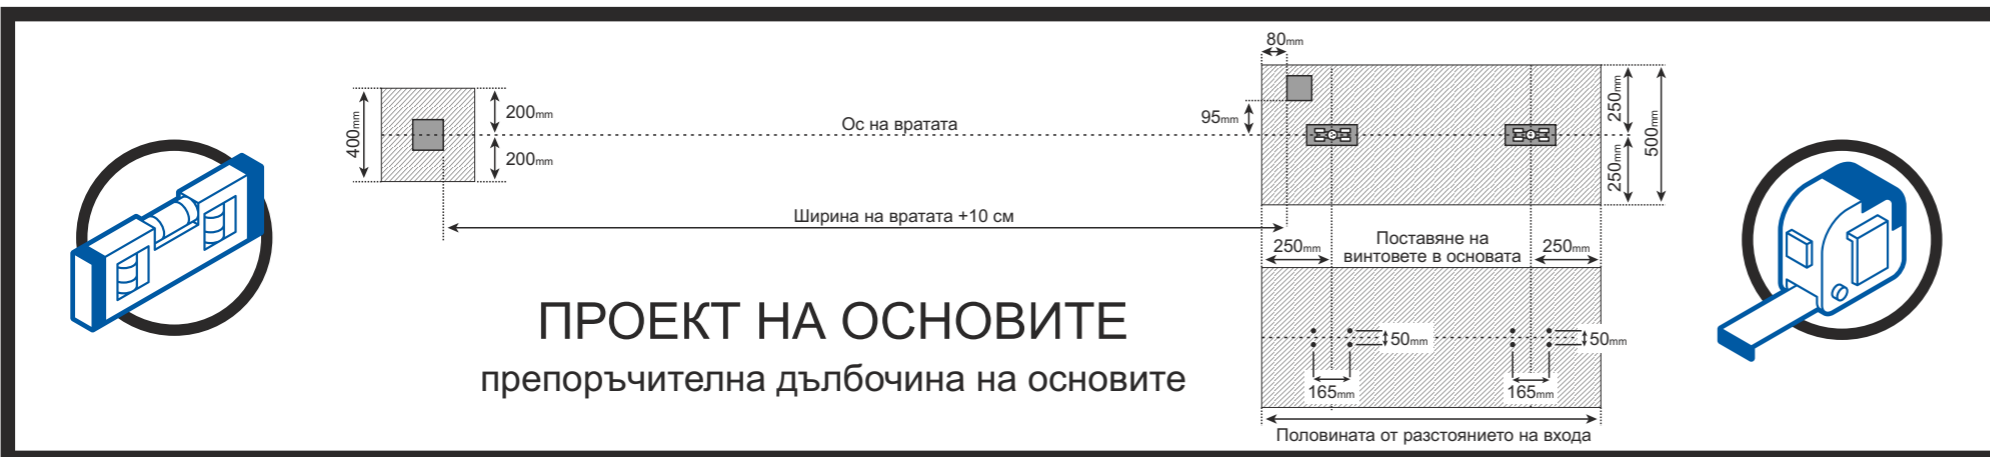 80mm
400mm
200mm
200mm
Ос на вратата
95mm
250mm
250mm
500mm
Ширина на вратата +10 см
250mm
Поставяне на
винтовете в основата
250mm
ПРОЕКТ НА ОСНОВИТЕ
препоръчителна дълбочина на основите
50mm
50mm
165mm
165mm
Половината от разстоянието на входа